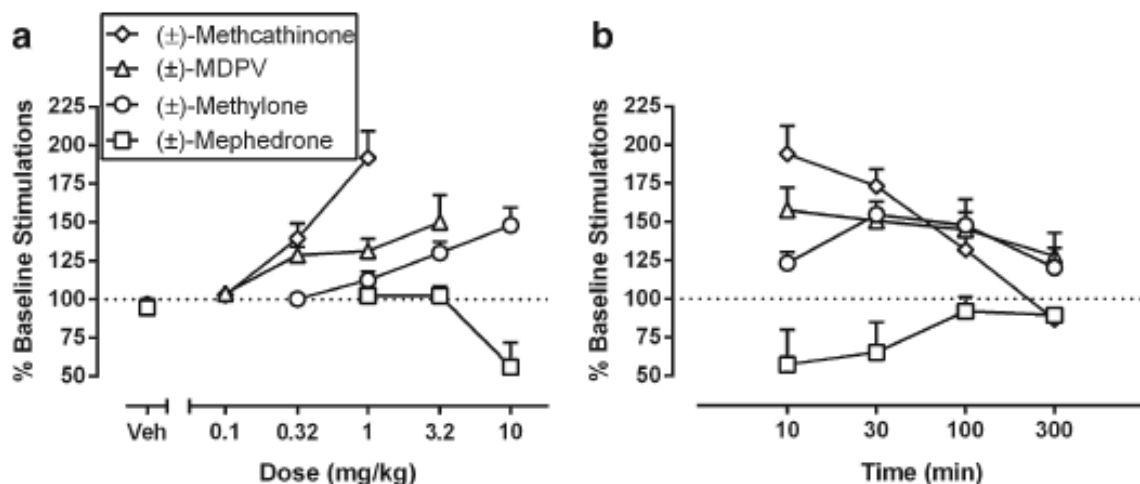 a
(±)-Methcathinone
(±)-MDPV
(±)-Methylone
(±)-Mephedrone
% Baseline Stimulations
225
200
175
150
125
100
75
50
Veh 0.1 0.32 1 3.2 10
Dose (mg/kg)
b
% Baseline Stimulations
225
200
175
150
125
100
75
50
10 30 100 300
Time (min)